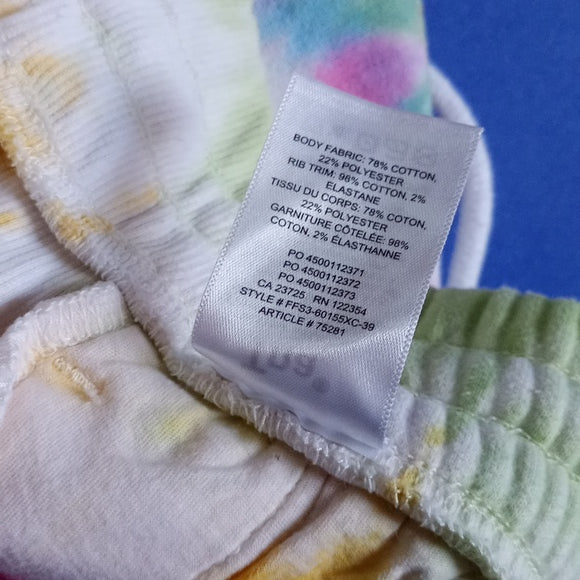 BODY FABRIC: 78% COTTON,
22% POLYESTER
RIB TRIM: 98% COTTON, 2%
ELASTANE
TISSU DU CORPS: 78% COTON,
22% POLYESTER
GARNITURE CÔTELÉE: 98%
COTON, 2% ÉLASTHANNE
PO 4500112371
PO 4500112372
PO 4500112373
CA 23725 RN 122354
STYLE # FFS3-60155XC-39
ARTICLE # 75281